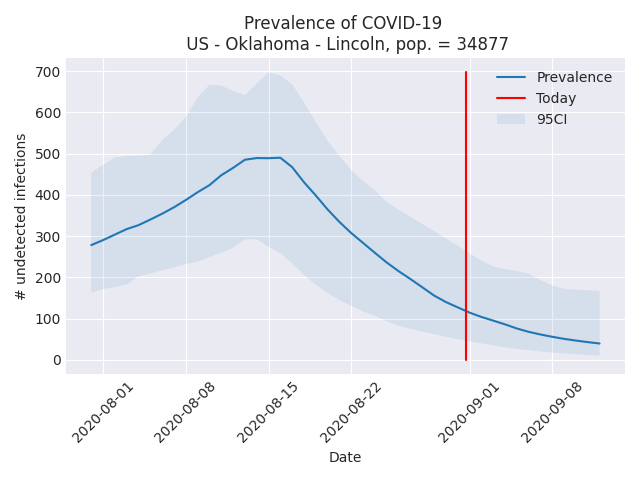 Prevalence of COVID-19
US - Oklahoma - Lincoln, pop. = 34877
700
600
500
400
300
200
100
0
# undetected infections
Prevalence
Today
95CI
2020-08-01
2020-08-08
2020-08-15
2020-08-22
2020-09-01
2020-09-08
Date